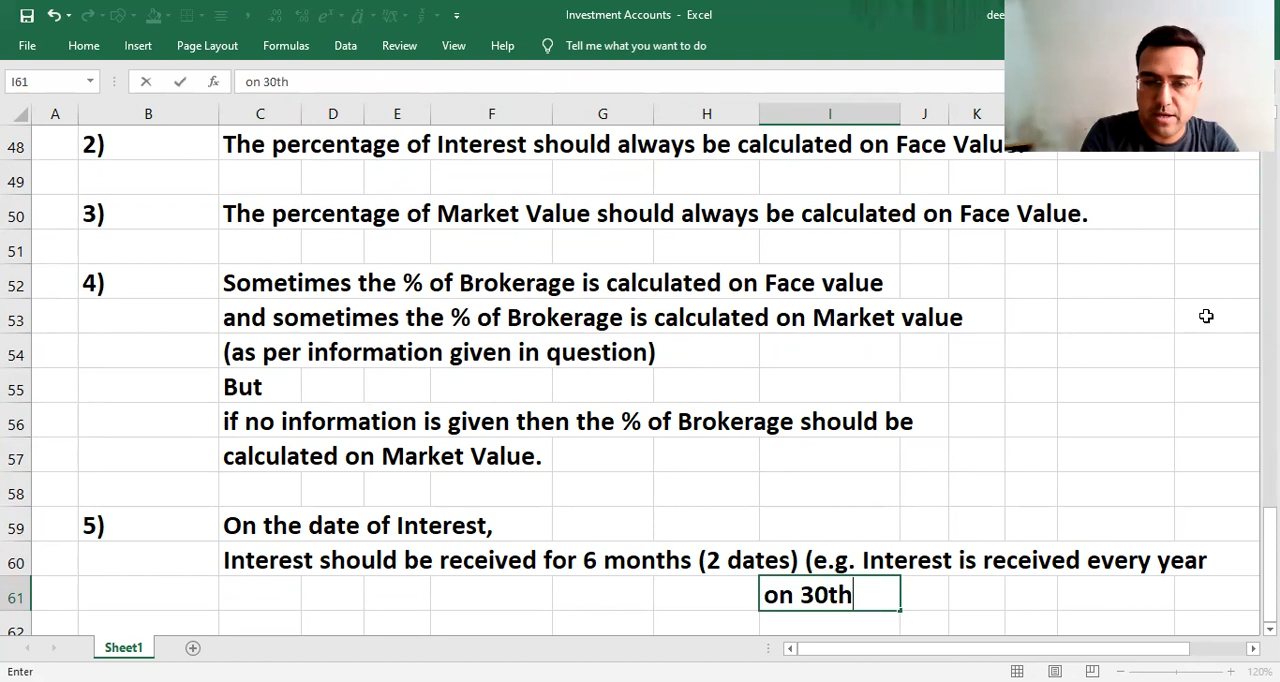 Investment Accounts - Excel
dee
File Home Insert Page Layout Formulas Data Review View Help Tell me what you want to do
I61 fx on 30th
A B C D E F G H I J K
48 2) The percentage of Interest should always be calculated on Face Value.
49
50 3) The percentage of Market Value should always be calculated on Face Value.
51
52 4) Sometimes the % of Brokerage is calculated on Face value
53 and sometimes the % of Brokerage is calculated on Market value
54 (as per information given in question)
55 But
56 if no information is given then the % of Brokerage should be
57 calculated on Market Value.
58
59 5) On the date of Interest,
60 Interest should be received for 6 months (2 dates) (e.g. Interest is received every year
61 on 30th
62
Sheet1
Enter 120%